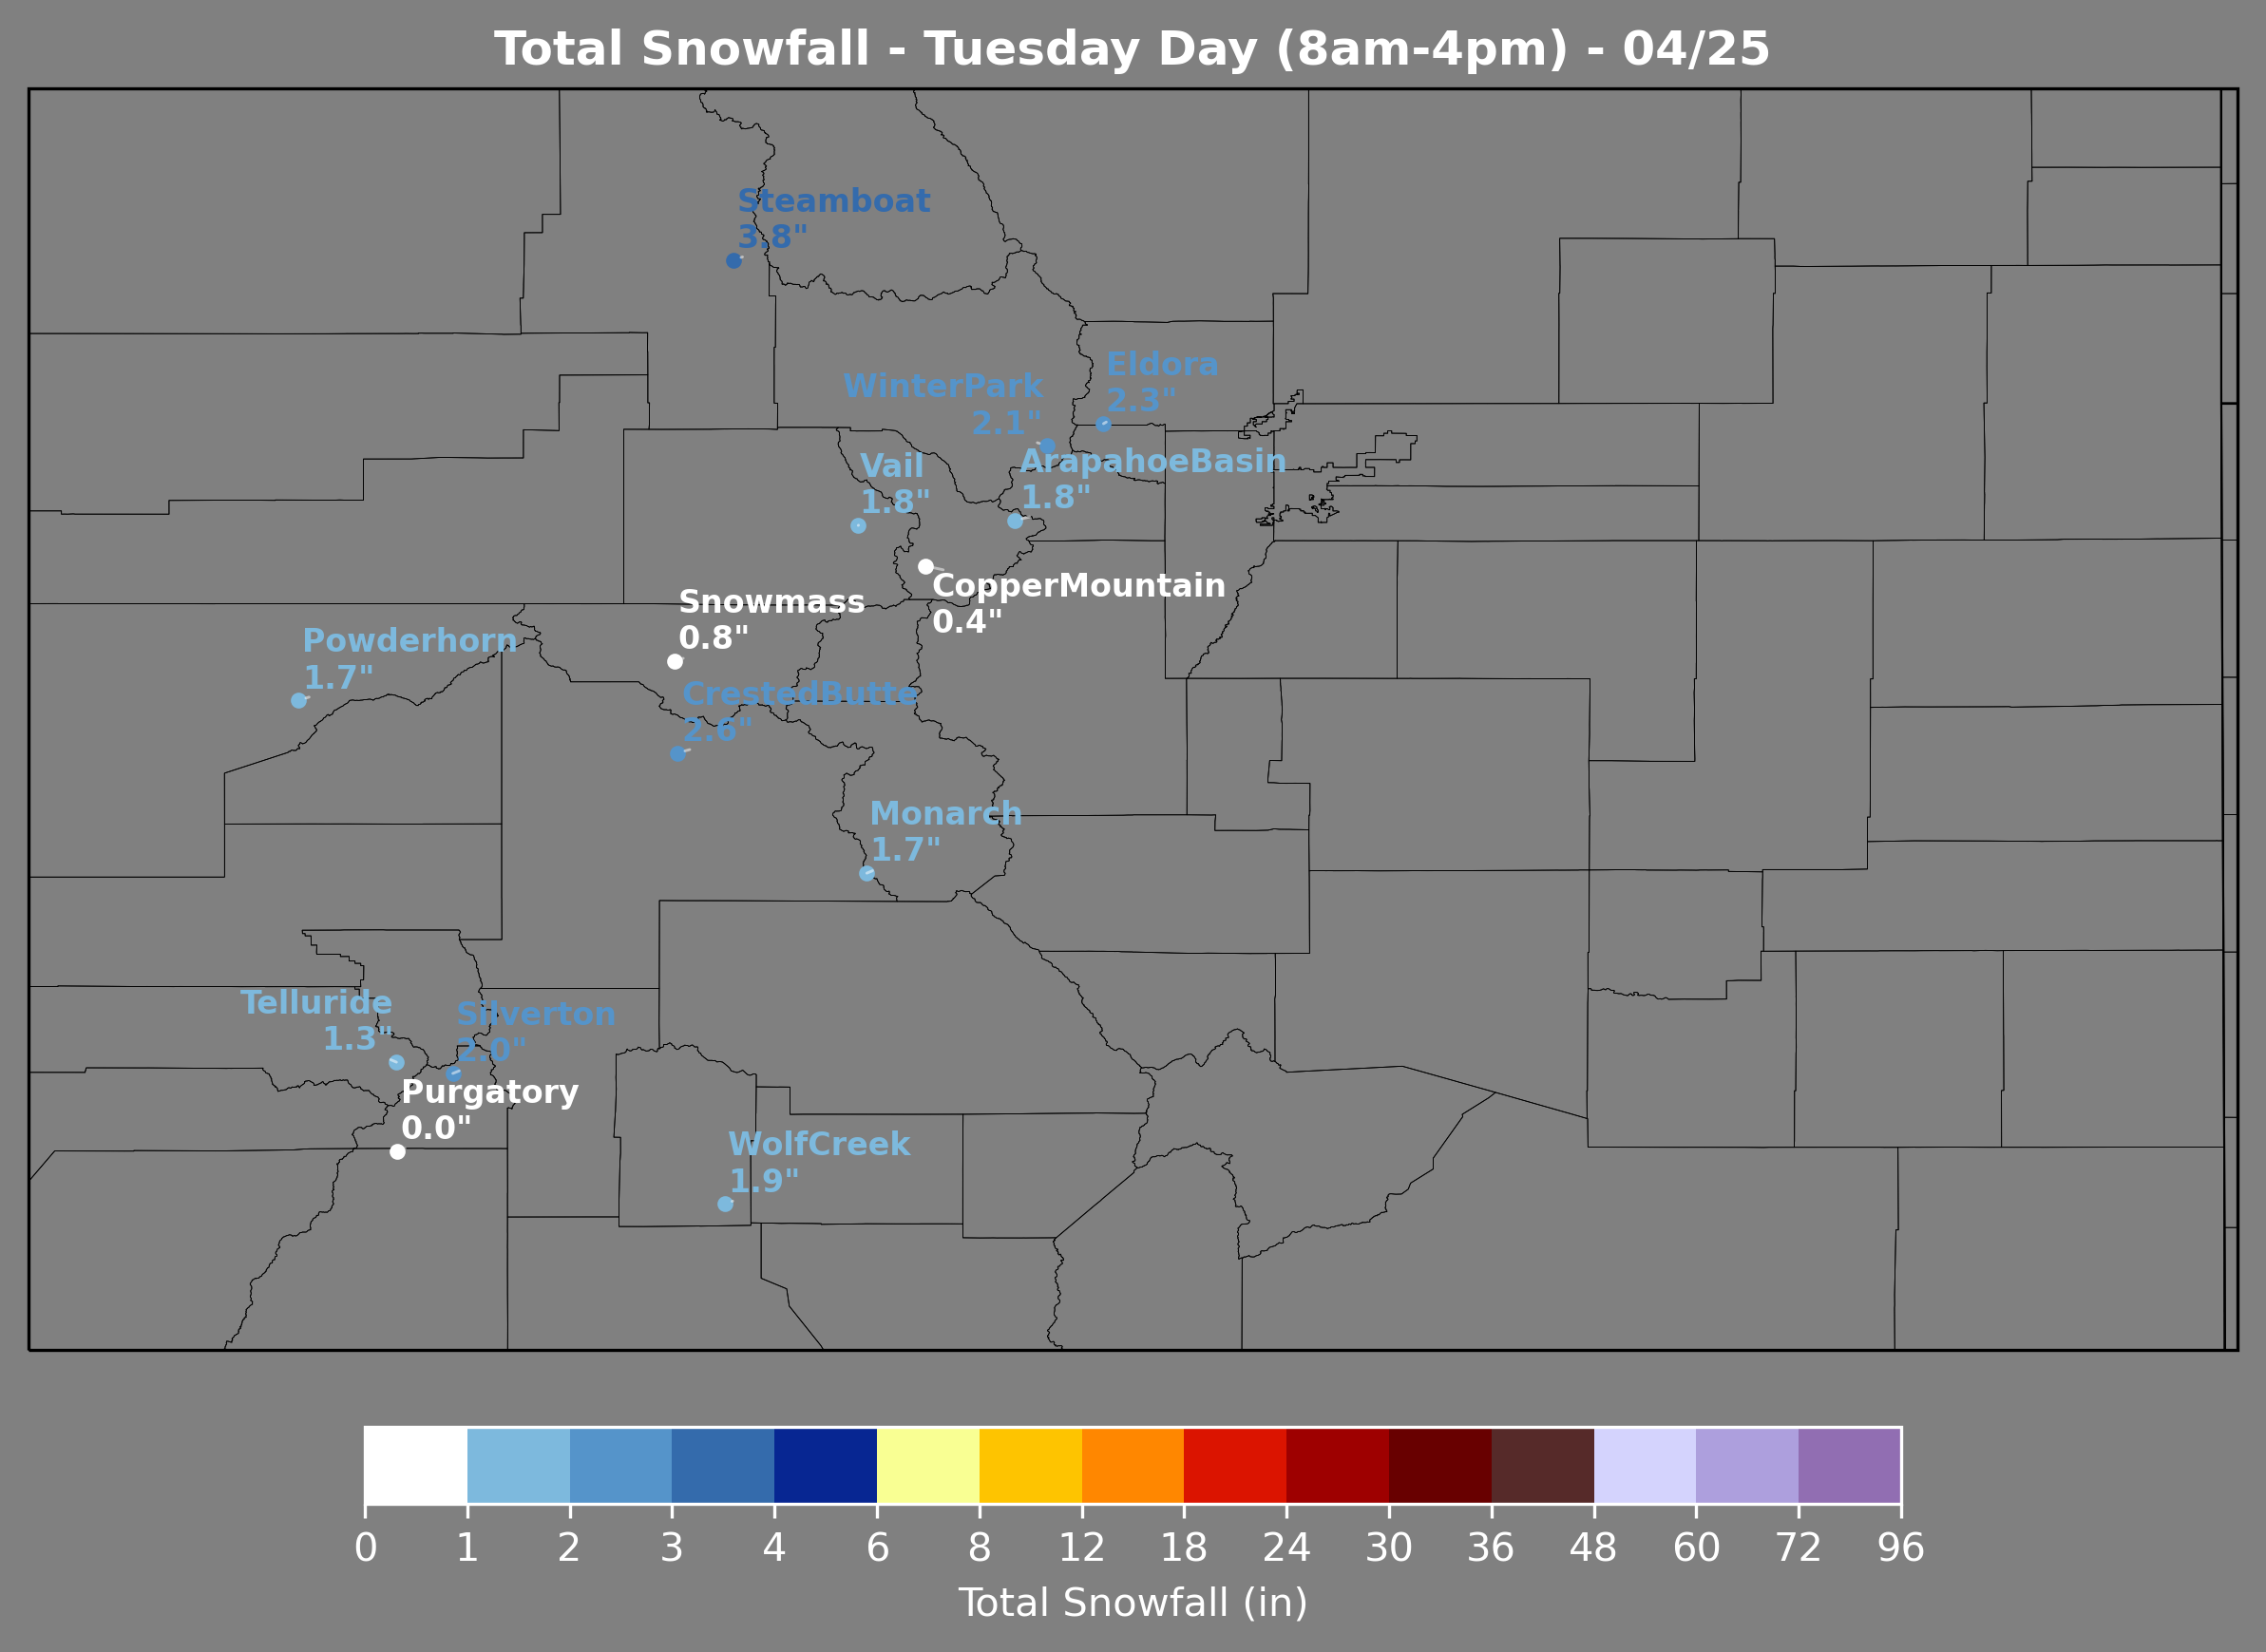 Total Snowfall - Tuesday Day (8am-4pm) - 04/25
Steamboat
3.8"
Eldora
2.3"
WinterPark
2.1"
Vail
1.8"
ArapahoeBasin
1.8"
CopperMountain
0.4"
Snowmass
0.8"
Powderhorn
1.7"
CrestedButte
2.6"
Monarch
1.7"
Telluride
1.3"
Silverton
2.0"
Purgatory
0.0"
WolfCreek
1.9"
0 1 2 3 4 6 8 12 18 24 30 36 48 60 72 96
Total Snowfall (in)